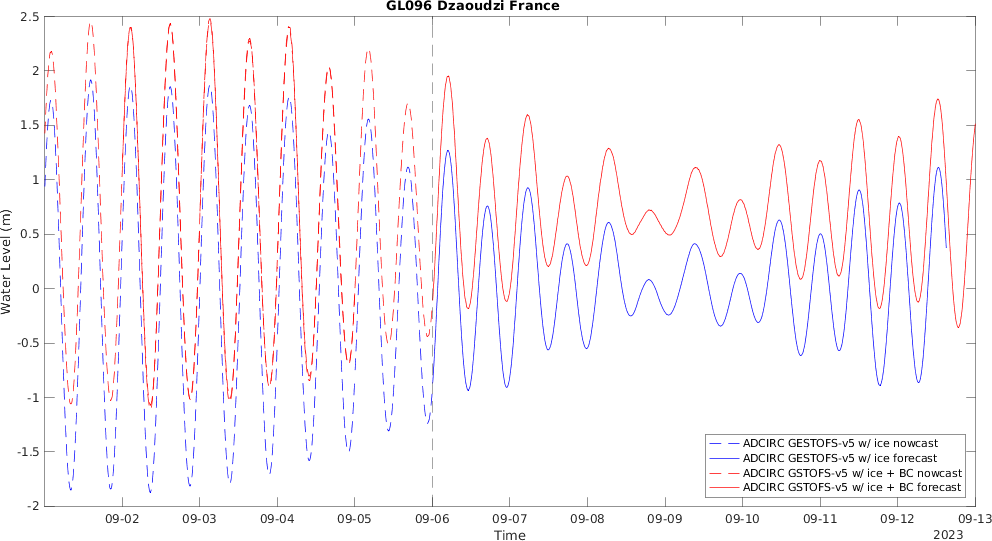 GL096 Dzaoudzi France
2.5
2
1.5
1
0.5
0
-0.5
-1
-1.5
-2
Water Level (m)
ADCIRC GESTOFS-v5 w/ ice nowcast
ADCIRC GESTOFS-v5 w/ ice forecast
ADCIRC GSTOFS-v5 w/ ice + BC nowcast
ADCIRC GSTOFS-v5 w/ ice + BC forecast
09-02 09-03 09-04 09-05 09-06 09-07 09-08 09-09 09-10 09-11 09-12 09-13
Time
2023